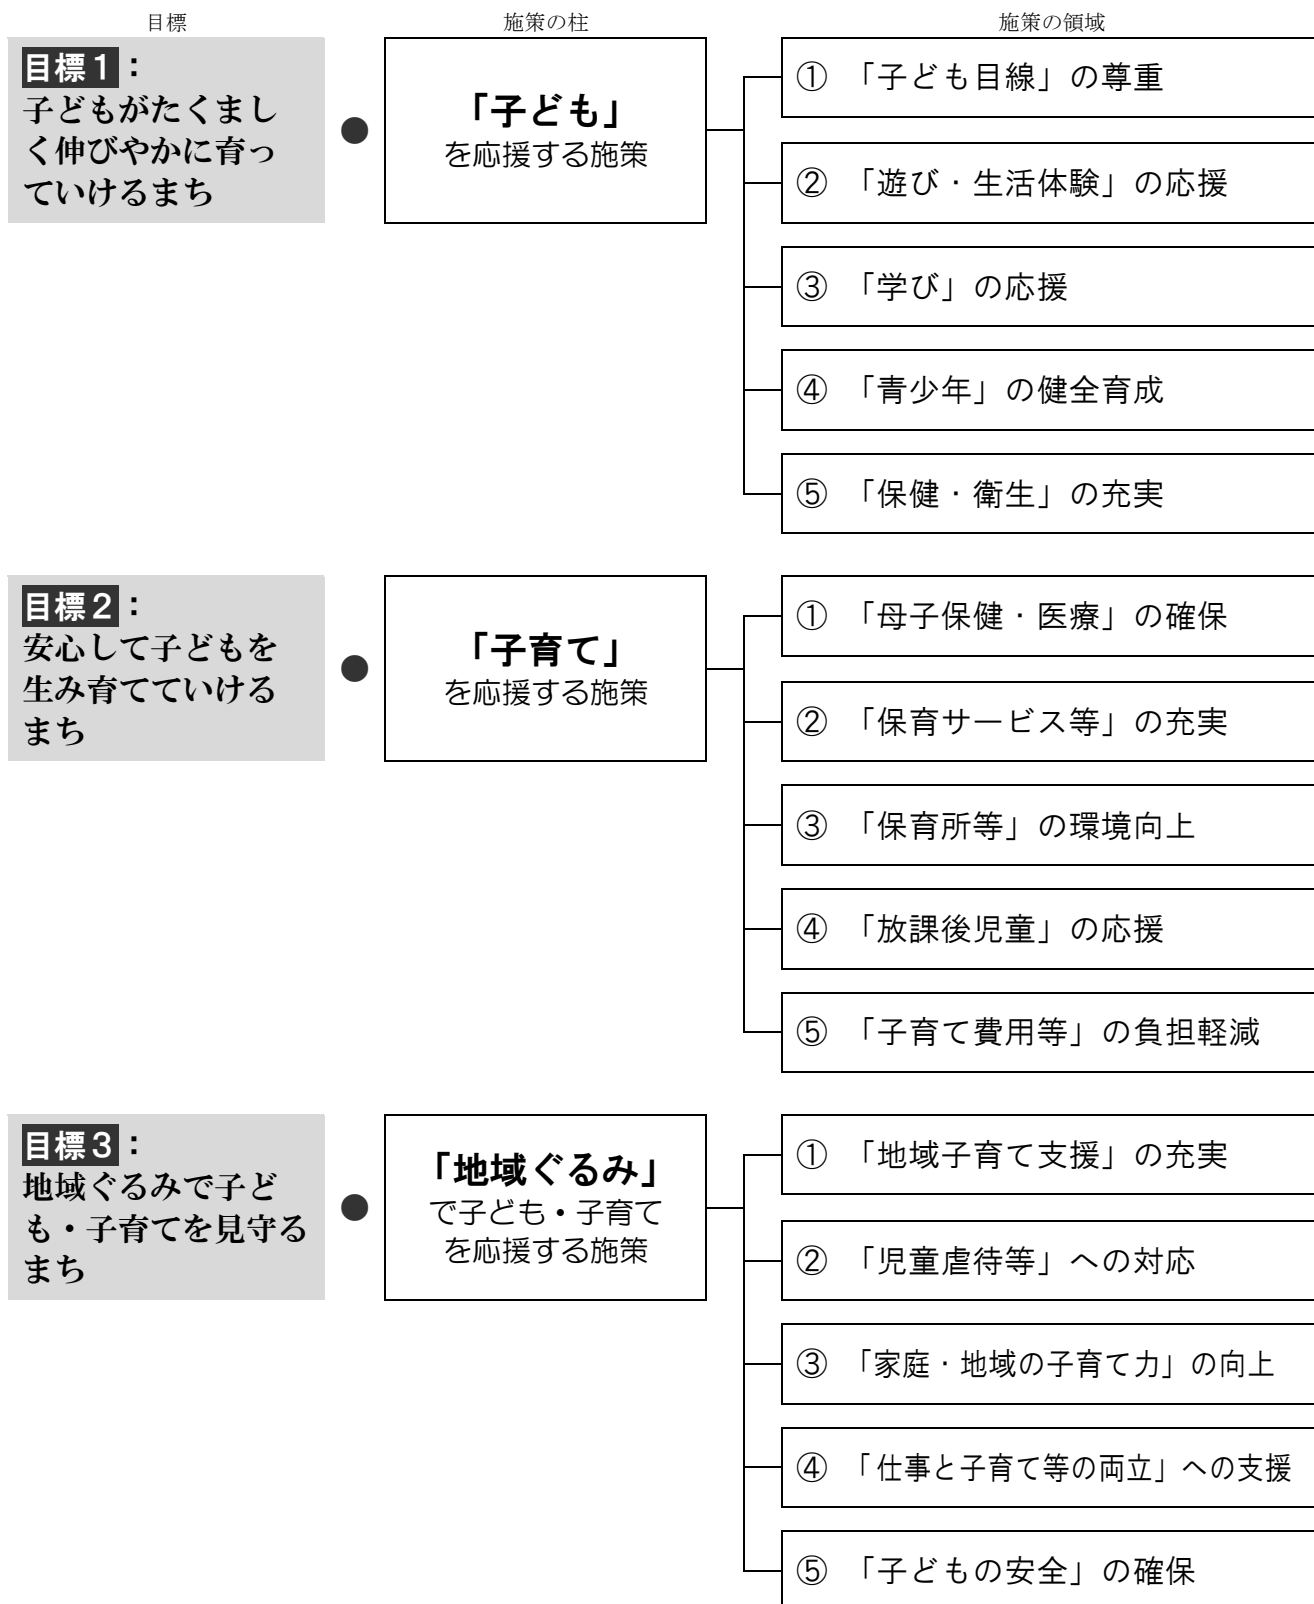 目標
施策の柱
施策の領域
目標１：
子どもがたくまし
く伸びやかに育っ
ていけるまち
●
「子ども」
を応援する施策
① 「子ども目線」の尊重
② 「遊び・生活体験」の応援
③ 「学び」の応援
④ 「青少年」の健全育成
⑤ 「保健・衛生」の充実
目標２：
安心して子どもを
生み育てていける
まち
●
「子育て」
を応援する施策
① 「母子保健・医療」の確保
② 「保育サービス等」の充実
③ 「保育所等」の環境向上
④ 「放課後児童」の応援
⑤ 「子育て費用等」の負担軽減
目標３：
地域ぐるみで子ど
も・子育てを見守る
まち
●
「地域ぐるみ」
で子ども・子育て
を応援する施策
① 「地域子育て支援」の充実
② 「児童虐待等」への対応
③ 「家庭・地域の子育て力」の向上
④ 「仕事と子育て等の両立」への支援
⑤ 「子どもの安全」の確保